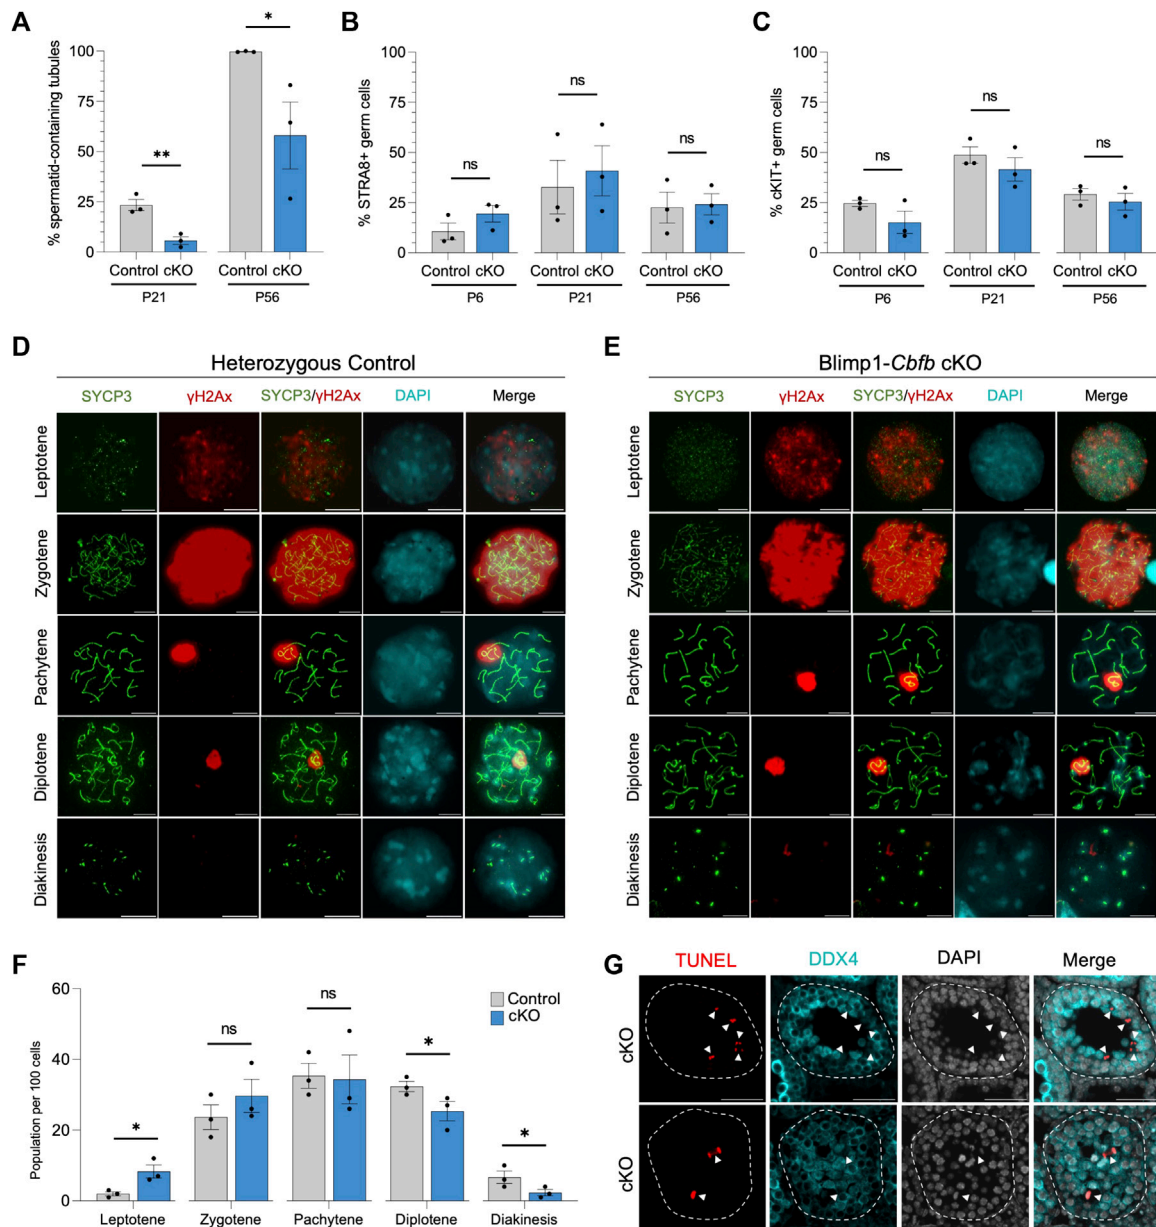 A
% spermatid-containing tubules
100
75
50
25
0
**
*
Control cKO
Control cKO
P21
P56
B
% STRA8+ germ cells
100
75
50
25
0
ns
ns
ns
Control cKO
Control cKO
Control cKO
P6
P21
P56
C
% cKIT+ germ cells
100
75
50
25
0
ns
ns
ns
Control cKO
Control cKO
Control cKO
P6
P21
P56
D
Heterozygous Control
SYCP3
γH2Ax
SYCP3/γH2Ax
DAPI
Merge
Leptotene
Zygotene
Pachytene
Diplotene
Diakinesis
E
Blimp1-Cbfb cKO
SYCP3
γH2Ax
SYCP3/γH2Ax
DAPI
Merge
Leptotene
Zygotene
Pachytene
Diplotene
Diakinesis
F
Population per 100 cells
60
40
20
0
*
ns
ns
*
*
Control
cKO
Leptotene
Zygotene
Pachytene
Diplotene
Diakinesis
G
TUNEL
DDX4
DAPI
Merge
cKO
cKO